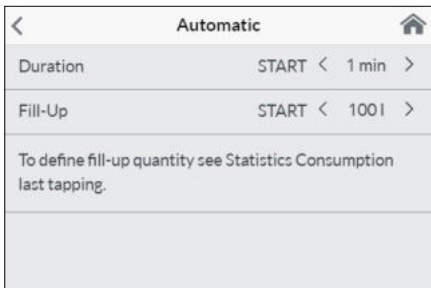 Automatic
Duration START < 1 min >
Fill-Up START < 100 l >
To define fill-up quantity see Statistics Consumption
last tapping.